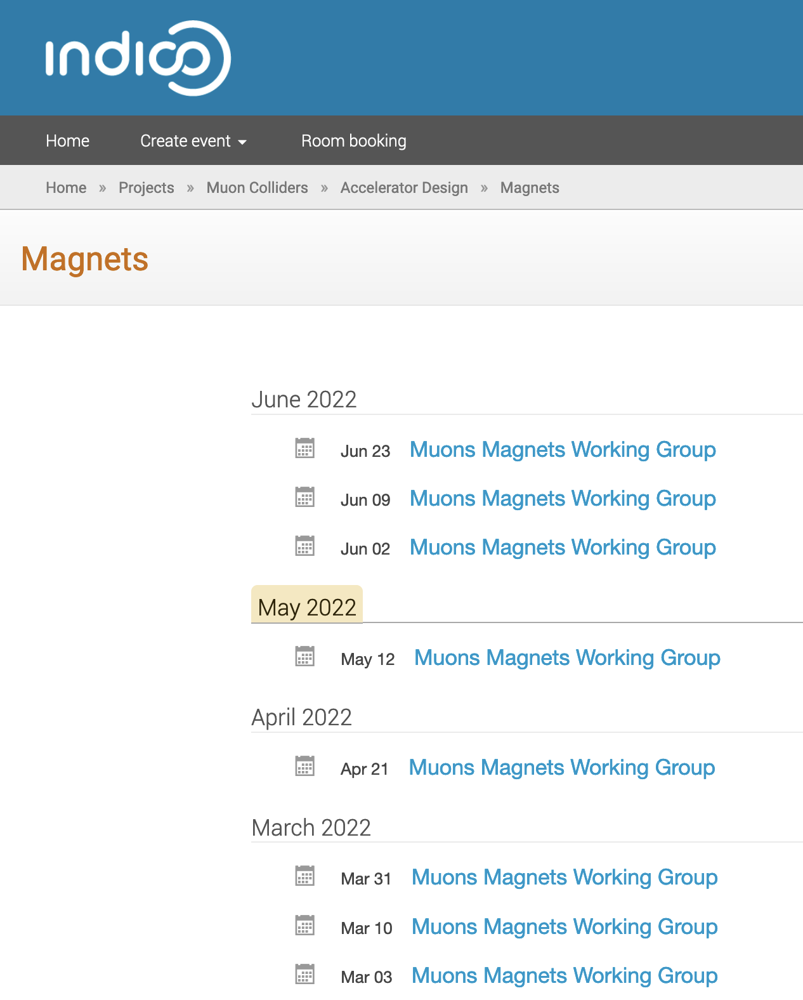 indico
Home Create event Room booking
Home » Projects » Muon Colliders » Accelerator Design » Magnets
Magnets
June 2022
Jun 23 Muons Magnets Working Group
Jun 09 Muons Magnets Working Group
Jun 02 Muons Magnets Working Group
May 2022
May 12 Muons Magnets Working Group
April 2022
Apr 21 Muons Magnets Working Group
March 2022
Mar 31 Muons Magnets Working Group
Mar 10 Muons Magnets Working Group
Mar 03 Muons Magnets Working Group